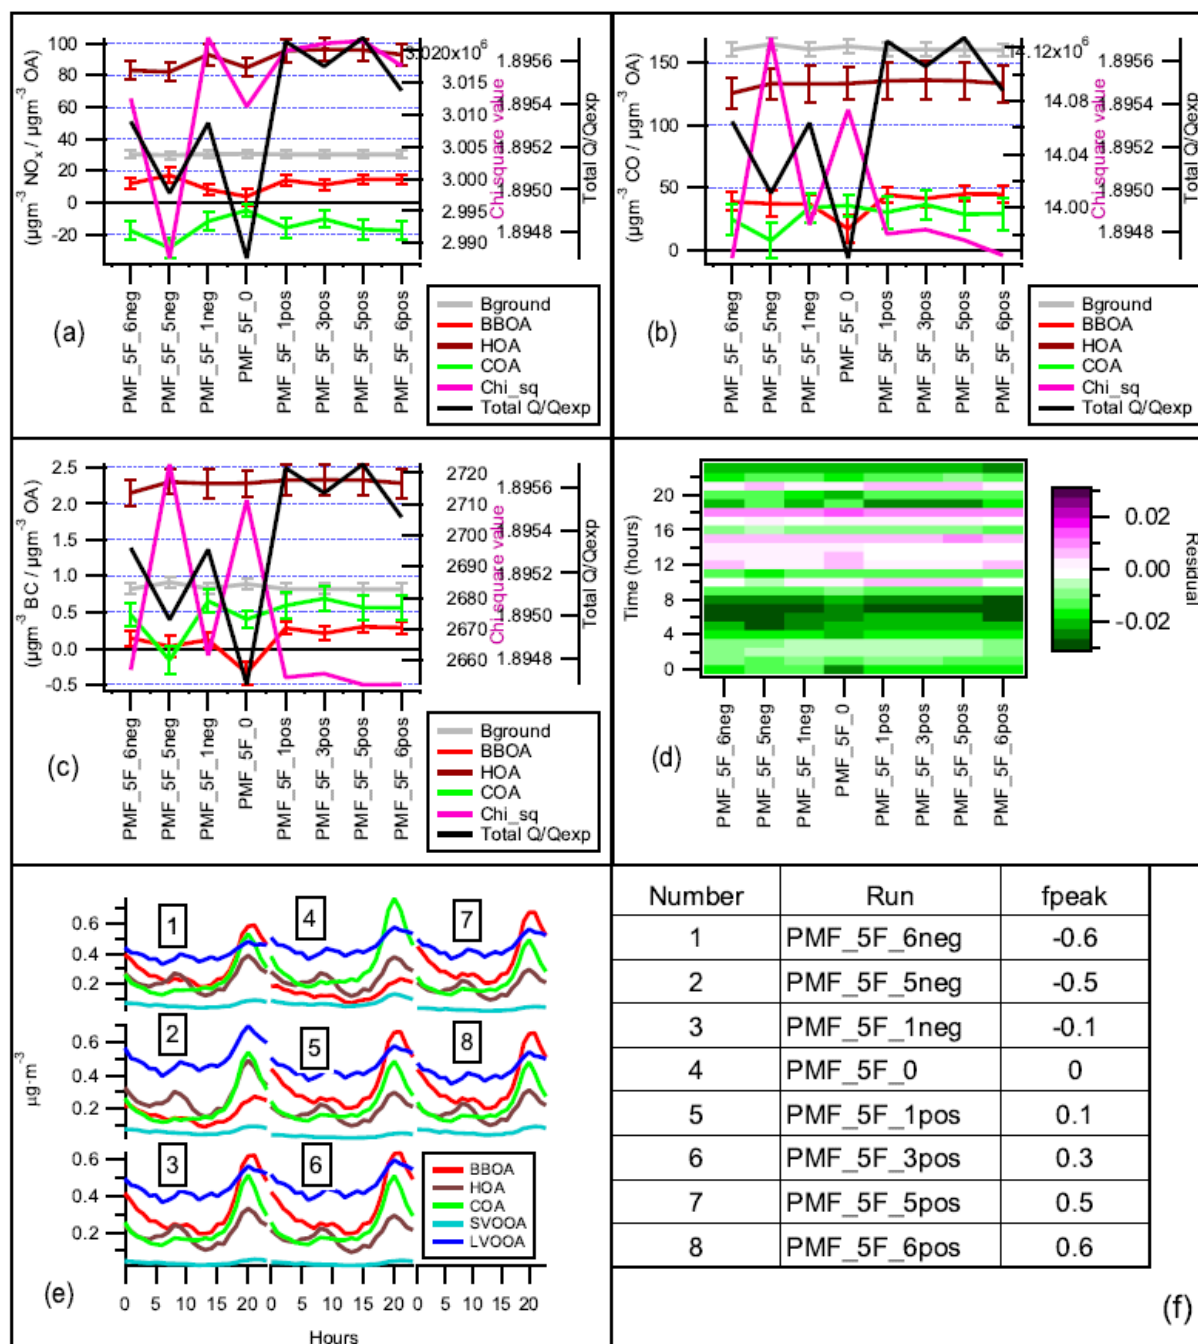 100
80
60
40
20
0
-20
(µgm⁻³ NOₓ / µgm⁻³ OA)
3.020x10⁶
3.015
3.010
3.005
3.000
2.995
2.990
Chi square value
1.8956
1.8954
1.8952
1.8950
1.8948
Total Q/Qexp
PMF_5F_6neg
PMF_5F_5neg
PMF_5F_1neg
PMF_5F_0
PMF_5F_1pos
PMF_5F_3pos
PMF_5F_5pos
PMF_5F_6pos
(a)
Bground
BBOA
HOA
COA
Chi_sq
Total Q/Qexp
150
100
50
0
(µgm⁻³ CO / µgm⁻³ OA)
14.12x10⁶
14.08
14.04
14.00
Chi square value
1.8956
1.8954
1.8952
1.8950
1.8948
Total Q/Qexp
PMF_5F_6neg
PMF_5F_5neg
PMF_5F_1neg
PMF_5F_0
PMF_5F_1pos
PMF_5F_3pos
PMF_5F_5pos
PMF_5F_6pos
(b)
Bground
BBOA
HOA
COA
Chi_sq
Total Q/Qexp
2.5
2.0
1.5
1.0
0.5
0.0
-0.5
(µgm⁻³ BC / µgm⁻³ OA)
2720
2710
2700
2690
2680
2670
2660
Chi square value
1.8956
1.8954
1.8952
1.8950
1.8948
Total Q/Qexp
PMF_5F_6neg
PMF_5F_5neg
PMF_5F_1neg
PMF_5F_0
PMF_5F_1pos
PMF_5F_3pos
PMF_5F_5pos
PMF_5F_6pos
(c)
Bground
BBOA
HOA
COA
Chi_sq
Total Q/Qexp
20
16
12
8
4
0
Time (hours)
0.02
0.00
-0.02
Residual
PMF_5F_6neg
PMF_5F_5neg
PMF_5F_1neg
PMF_5F_0
PMF_5F_1pos
PMF_5F_3pos
PMF_5F_5pos
PMF_5F_6pos
(d)
0.6
0.4
0.2
1
4
7
0.6
0.4
0.2
2
5
8
0.6
0.4
0.2
3
6
µg·m⁻³
BBOA
HOA
COA
SVOOA
LVOOA
0 5 10 15 20 0 5 10 15 20 0 5 10 15 20
Hours
(e)
Number Run fpeak
1 PMF_5F_6neg -0.6
2 PMF_5F_5neg -0.5
3 PMF_5F_1neg -0.1
4 PMF_5F_0 0
5 PMF_5F_1pos 0.1
6 PMF_5F_3pos 0.3
7 PMF_5F_5pos 0.5
8 PMF_5F_6pos 0.6
(f)